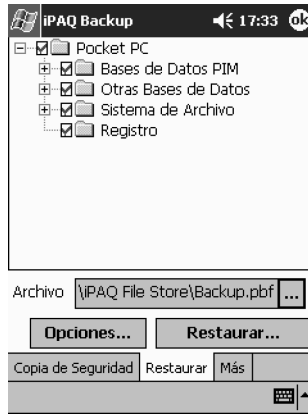 iPAQ Backup 17:33 ok
Pocket PC
Bases de Datos PIM
Otras Bases de Datos
Sistema de Archivo
Registro
Archivo \iPAQ File Store\Backup.pbf ...
Opciones... Restaurar...
Copia de Seguridad Restaurar Más